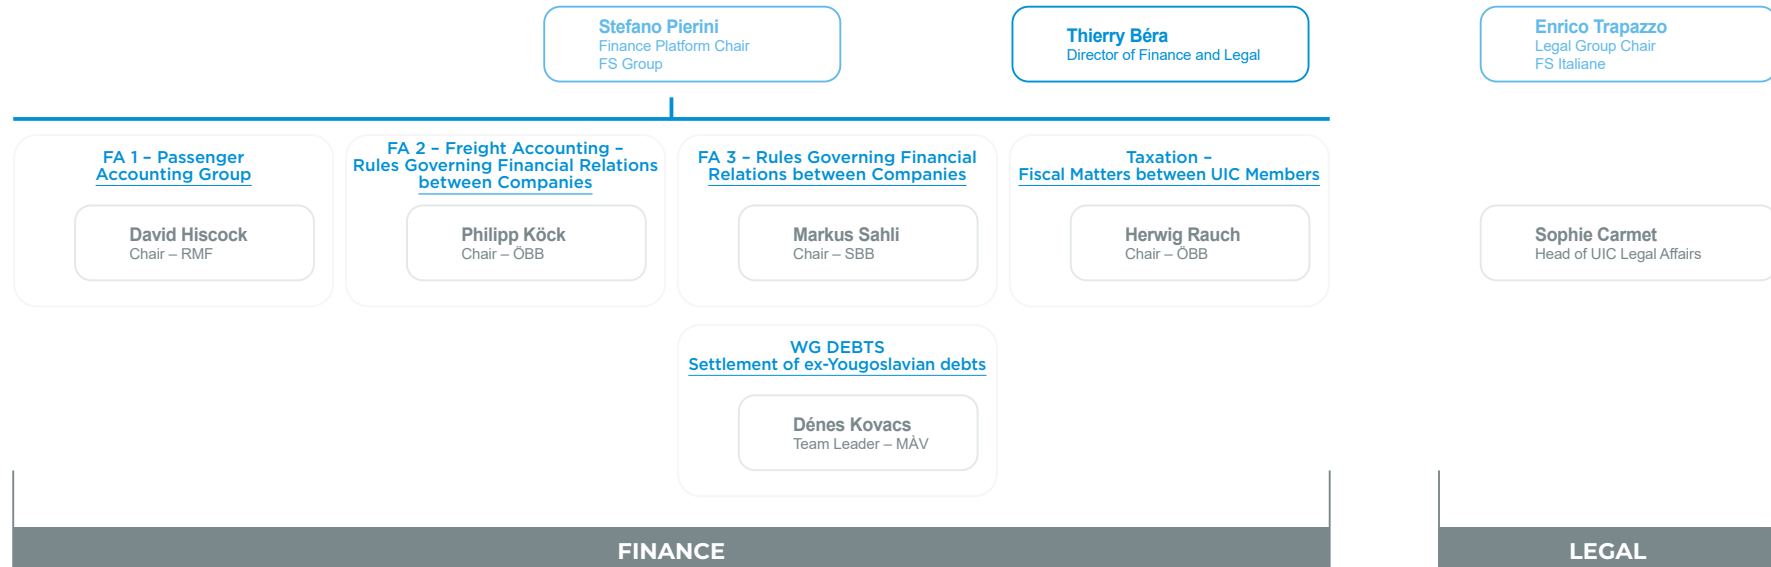 Stefano Pierini
Finance Platform Chair
FS Group
Thierry Béra
Director of Finance and Legal
Enrico Trapazzo
Legal Group Chair
FS Italiane
FA 1 – Passenger
Accounting Group
David Hiscock
Chair – RMF
FA 2 – Freight Accounting –
Rules Governing Financial Relations
between Companies
Philipp Köck
Chair – ÖBB
FA 3 – Rules Governing Financial
Relations between Companies
Markus Sahli
Chair – SBB
Taxation –
Fiscal Matters between UIC Members
Herwig Rauch
Chair – ÖBB
Sophie Carmet
Head of UIC Legal Affairs
WG DEBTS
Settlement of ex-Yougoslavian debts
Dénes Kovacs
Team Leader – MÀV
FINANCE
LEGAL